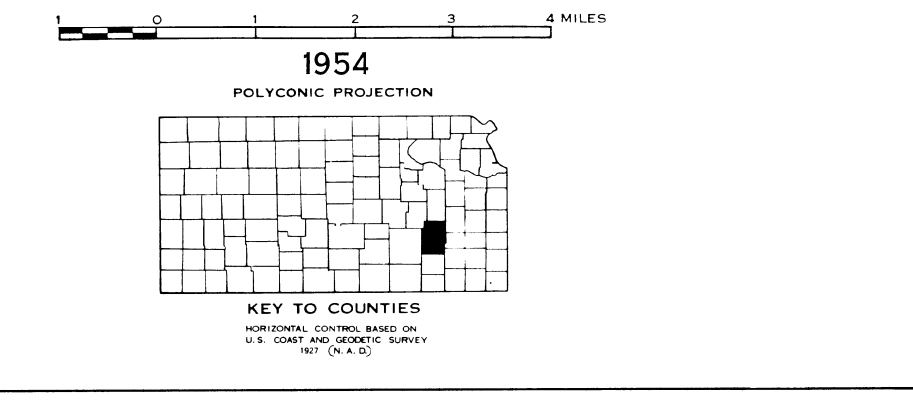 1 0 1 2 3 4 MILES
1954
POLYCONIC PROJECTION
KEY TO COUNTIES
HORIZONTAL CONTROL BASED ON
U.S. COAST AND GEODETIC SURVEY
1927 (N.A.D.)